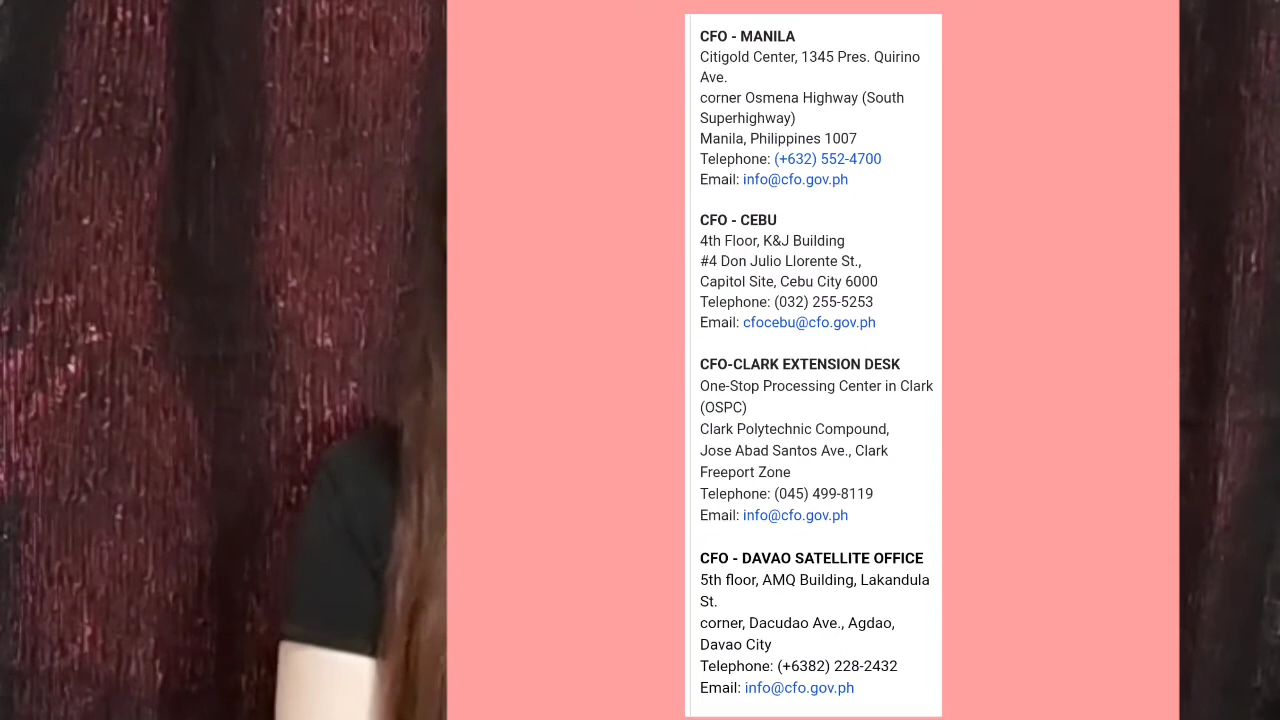 CFO - MANILA
Citigold Center, 1345 Pres. Quirino
Ave.
corner Osmena Highway (South
Superhighway)
Manila, Philippines 1007
Telephone: (+632) 552-4700
Email: info@cfo.gov.ph
CFO - CEBU
4th Floor, K&J Building
#4 Don Julio Llorente St.,
Capitol Site, Cebu City 6000
Telephone: (032) 255-5253
Email: cfocebu@cfo.gov.ph
CFO-CLARK EXTENSION DESK
One-Stop Processing Center in Clark
(OSPC)
Clark Polytechnic Compound,
Jose Abad Santos Ave., Clark
Freeport Zone
Telephone: (045) 499-8119
Email: info@cfo.gov.ph
CFO - DAVAO SATELLITE OFFICE
5th floor, AMQ Building, Lakandula
St.
corner, Dacudao Ave., Agdao,
Davao City
Telephone: (+6382) 228-2432
Email: info@cfo.gov.ph